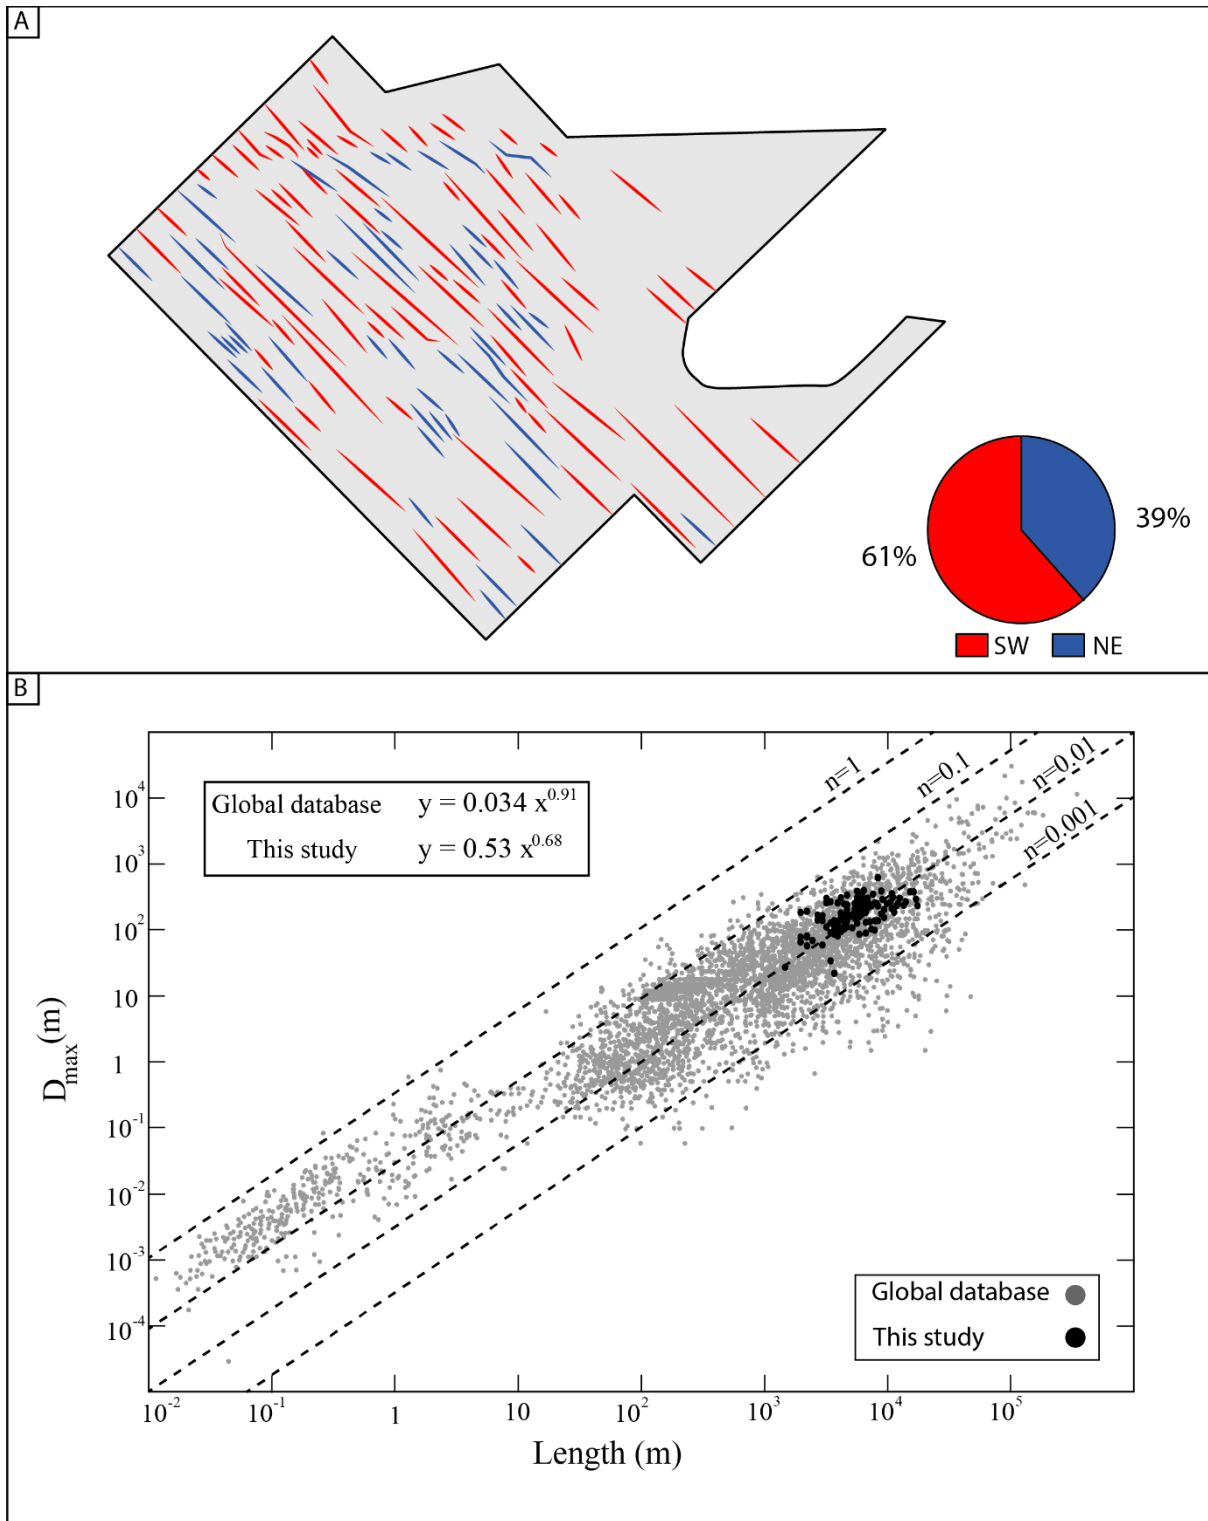 A
39%
61%
SW NE
B
Global database y = 0.034 x^0.91
This study y = 0.53 x^0.68
n=1
n=0.1
n=0.01
n=0.001
10^4
10^3
10^2
10
1
10^-1
10^-2
10^-3
10^-4
D_max (m)
Global database
This study
10^-2 10^-1 1 10 10^2 10^3 10^4 10^5
Length (m)